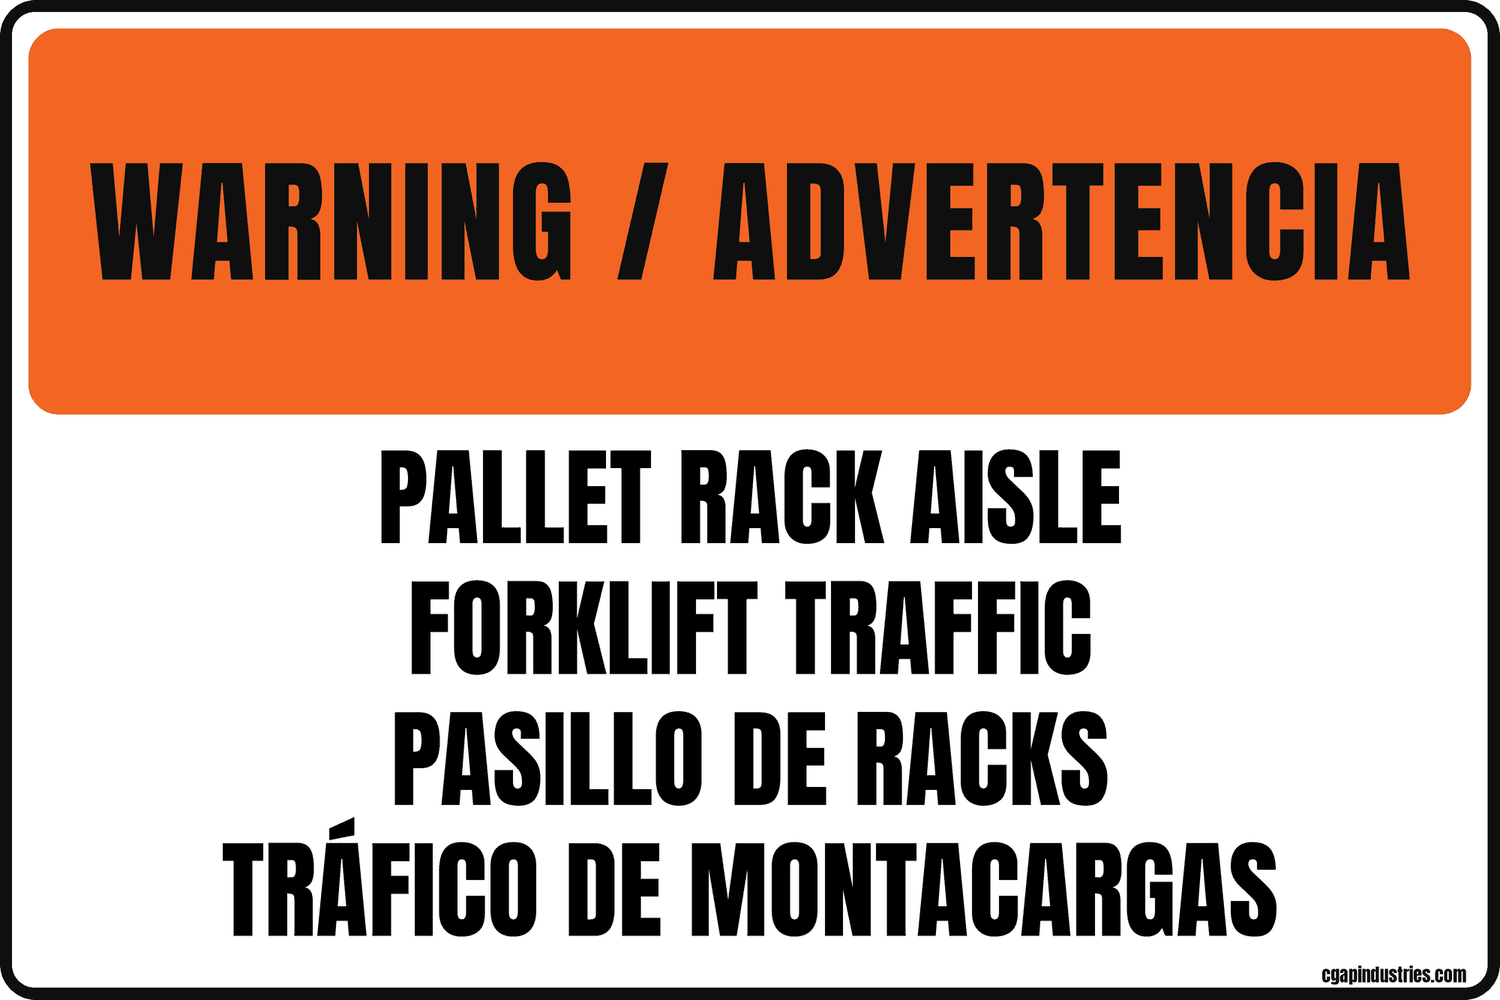 WARNING / ADVERTENCIA
PALLET RACK AISLE
FORKLIFT TRAFFIC
PASILLO DE RACKS
TRÁFICO DE MONTACARGAS
cgapindustries.com